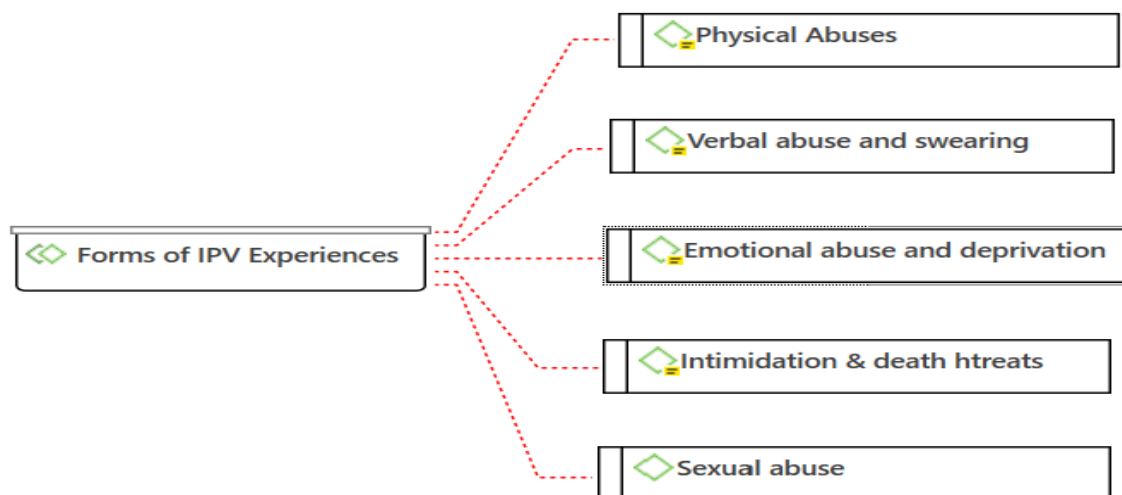 Physical Abuses
Verbal abuse and swearing
Forms of IPV Experiences
Emotional abuse and deprivation
Intimidation & death htreats
Sexual abuse